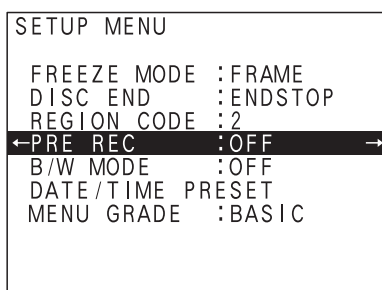 SETUP MENU
FREEZE MODE :FRAME
DISC END :ENDSTOP
REGION CODE :2
←PRE REC :OFF →
B/W MODE :OFF
DATE/TIME PRESET
MENU GRADE :BASIC